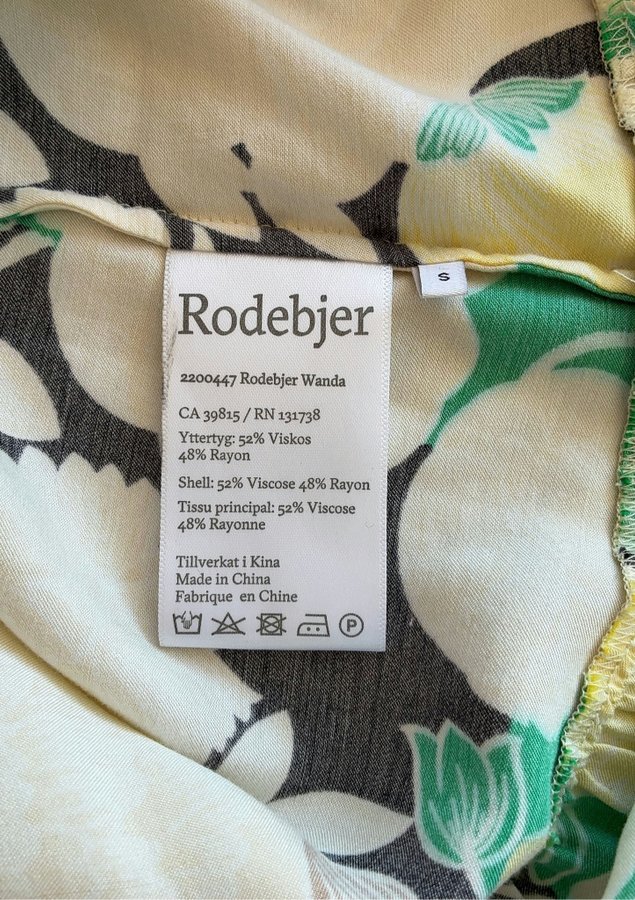 S
Rodebjer
2200447 Rodebjer Wanda
CA 39815 / RN 131738
Yttertyg: 52% Viskos
48% Rayon
Shell: 52% Viscose 48% Rayon
Tissu principal: 52% Viscose
48% Rayonne
Tillverkat i Kina
Made in China
Fabrique en Chine
P